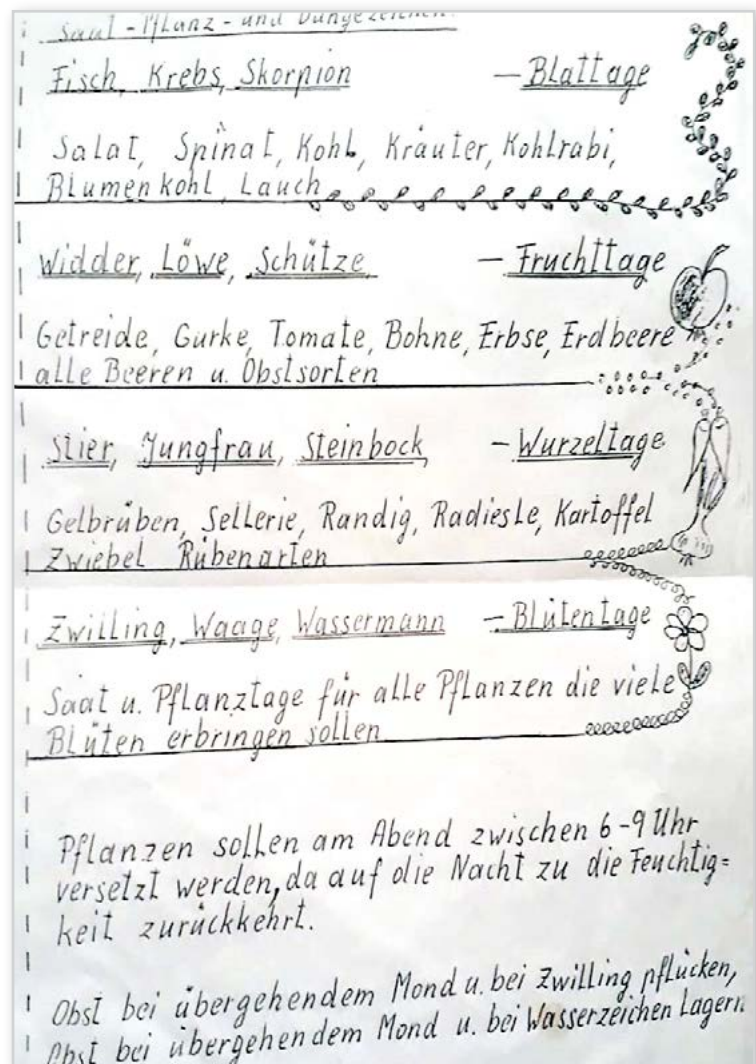 Saat-Pflanz- und Düngezeichen.
Fisch, Krebs, Skorpion – Blattage
Salat, Spinat, Kohl, Kräuter, Kohlrabi,
Blumenkohl, Lauch
Widder, Löwe, Schütze, – Fruchttage
Getreide, Gurke, Tomate, Bohne, Erbse, Erdbeere
alle Beeren u. Obstsorten
Stier, Jungfrau, Steinbock, – Wurzeltage
Gelbrüben, Sellerie, Randig, Radiesle, Kartoffel
Zwiebel Rübenarten
Zwilling, Waage, Wassermann – Blütentage
Saat u. Pflanztage für alle Pflanzen die viele
Blüten erbringen sollen
Pflanzen sollen am Abend zwischen 6-9 Uhr
versetzt werden, da auf die Nacht zu die Feuchtig=
keit zurückkehrt.
Obst bei übergehendem Mond u. bei Zwilling pflücken,
Obst bei übergehendem Mond u. bei Wasserzeichen Lagern